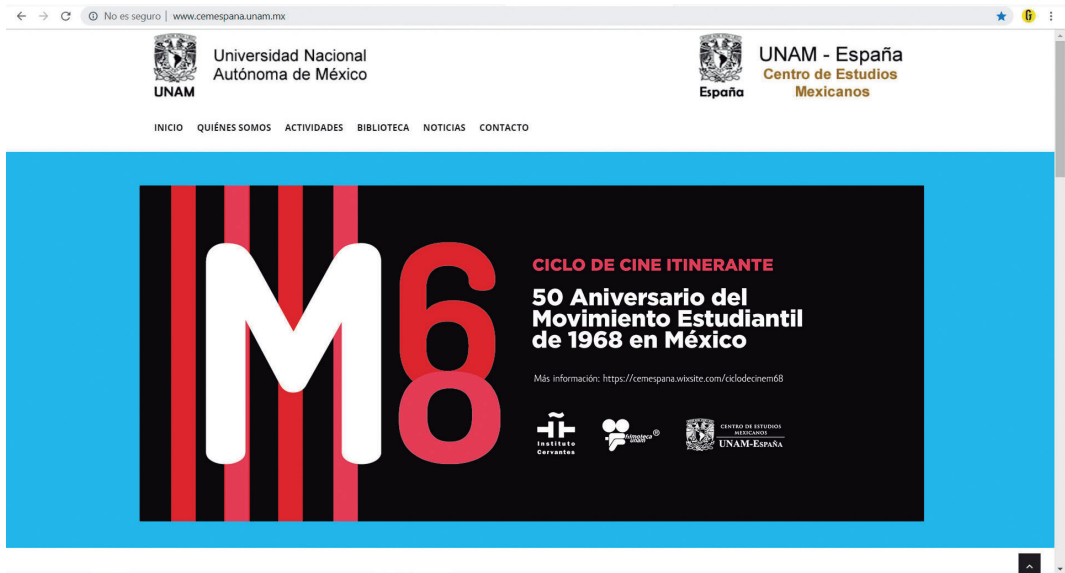 No es seguro | www.cemespana.unam.mx
G
UNAM
Universidad Nacional
Autónoma de México
España
UNAM - España
Centro de Estudios
Mexicanos
INICIO QUIÉNES SOMOS ACTIVIDADES BIBLIOTECA NOTICIAS CONTACTO
M68
CICLO DE CINE ITINERANTE
50 Aniversario del
Movimiento Estudiantil
de 1968 en México
Más información: https://cemespana.wixsite.com/ciclodecinem68
Instituto
Cervantes
filmoteca ®
unam
CENTRO DE ESTUDIOS
MEXICANOS
UNAM-ESPAÑA